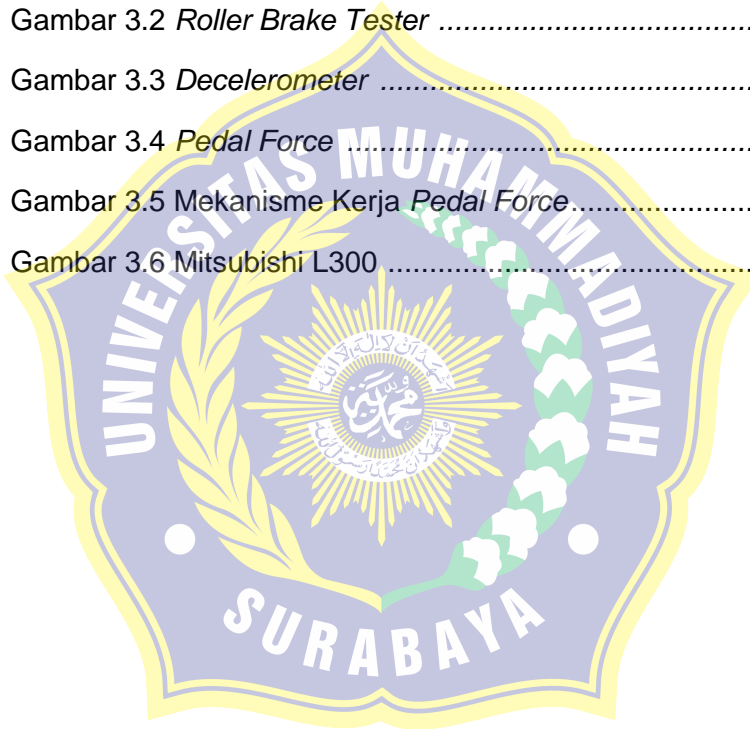 Gambar 3.2 Roller Brake Tester ....................................
Gambar 3.3 Decelerometer ............................................
Gambar 3.4 Pedal Force .................................................
Gambar 3.5 Mekanisme Kerja Pedal Force............................
Gambar 3.6 Mitsubishi L300 ............................................
UNIVERSITAS MUHAMMADIYAH
محمد
SURABAYA